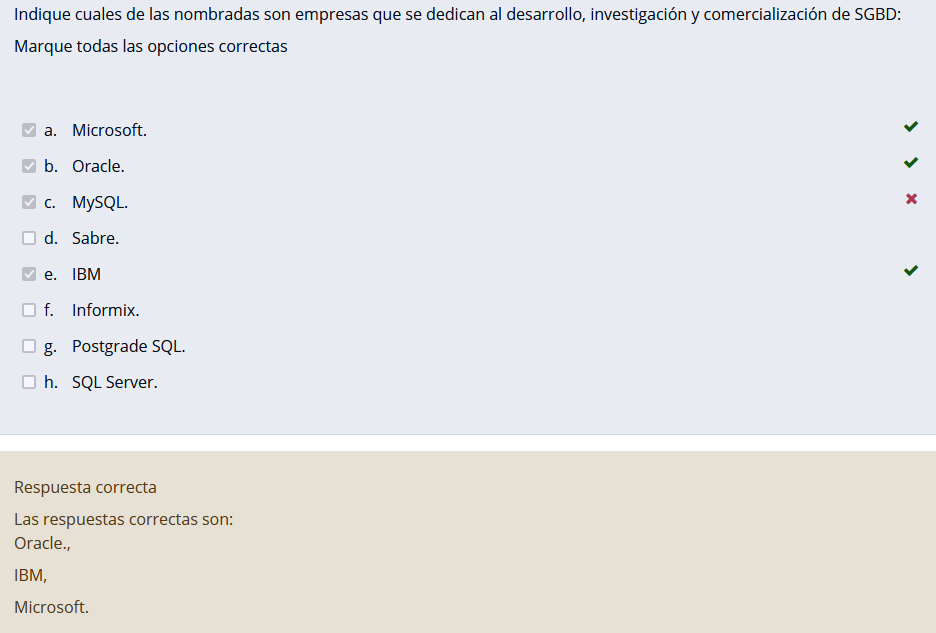 Indique cuales de las nombradas son empresas que se dedican al desarrollo, investigación y comercialización de SGBD:
Marque todas las opciones correctas
a. Microsoft.
b. Oracle.
c. MySQL.
d. Sabre.
e. IBM
f. Informix.
g. Postgrade SQL.
h. SQL Server.
Respuesta correcta
Las respuestas correctas son:
Oracle.,
IBM,
Microsoft.